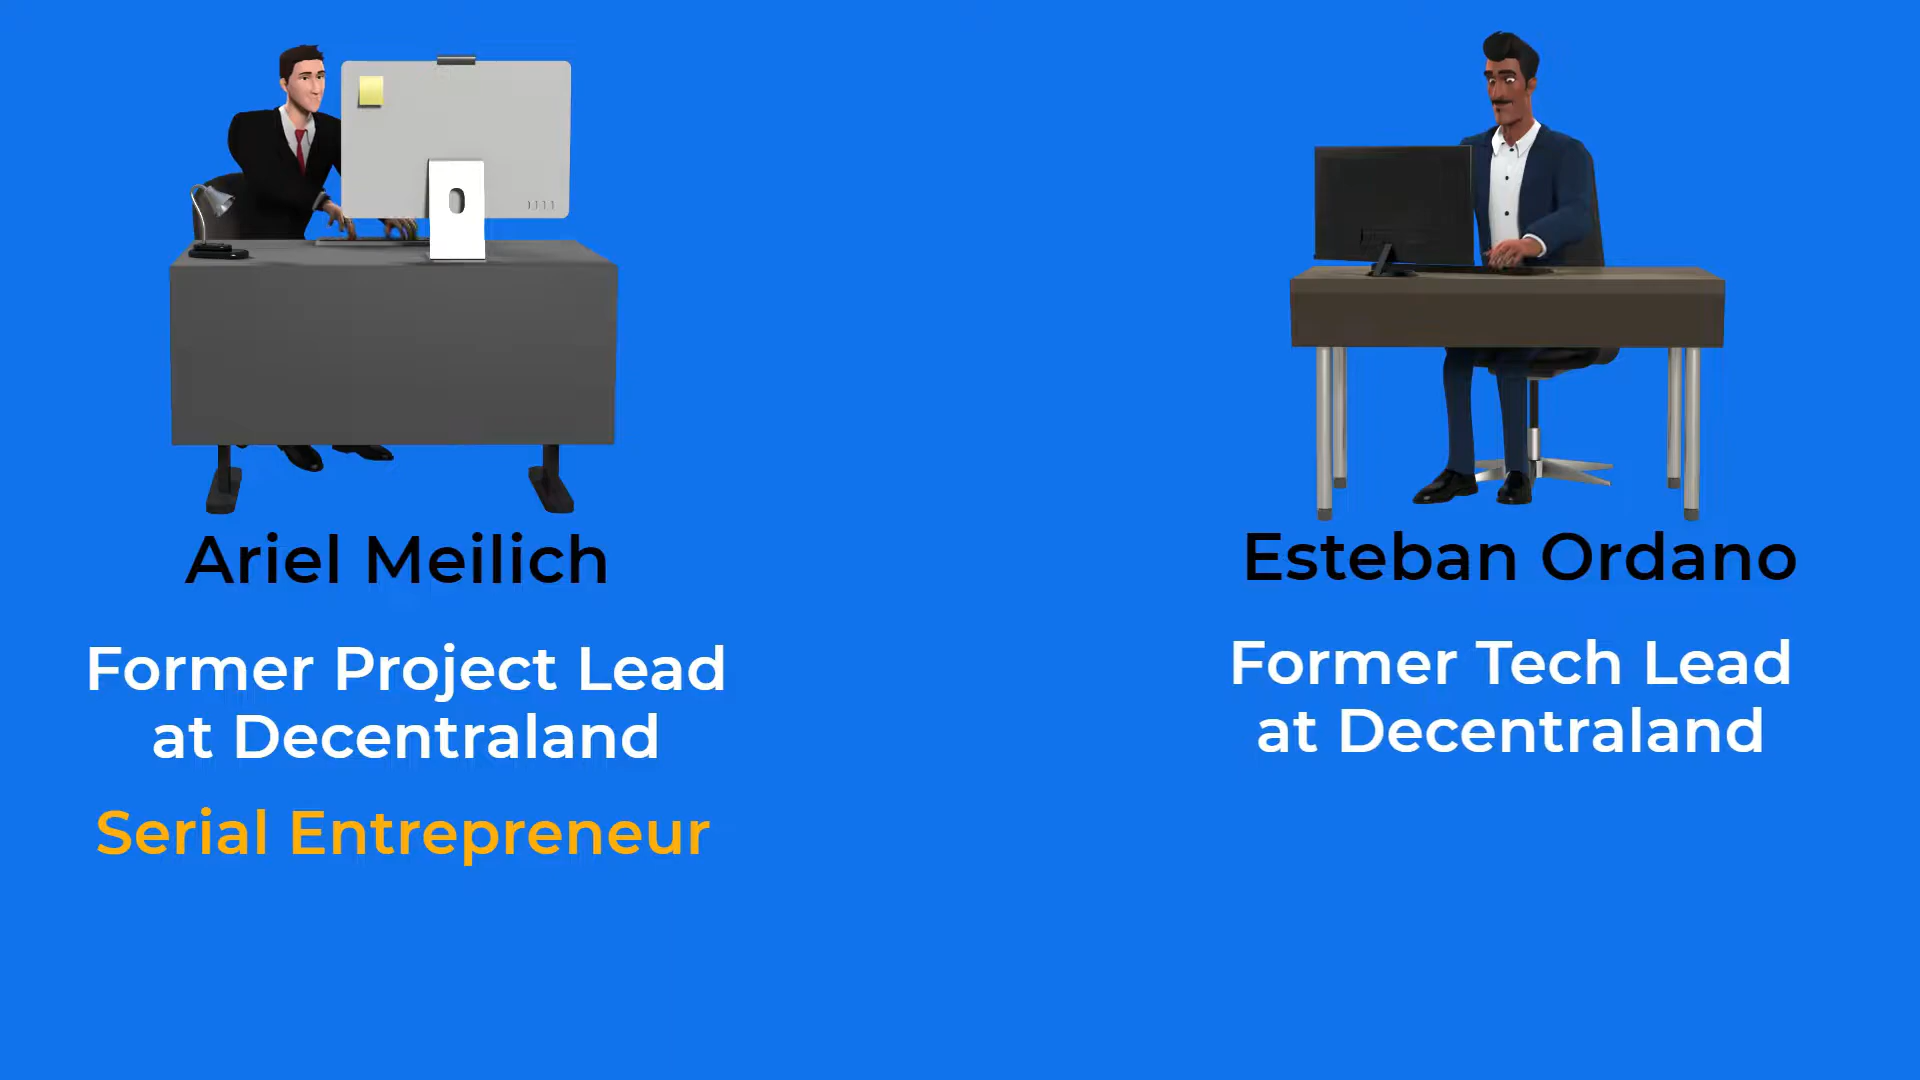 Ariel Meilich
Former Project Lead
at Decentraland
Serial Entrepreneur
Esteban Ordano
Former Tech Lead
at Decentraland